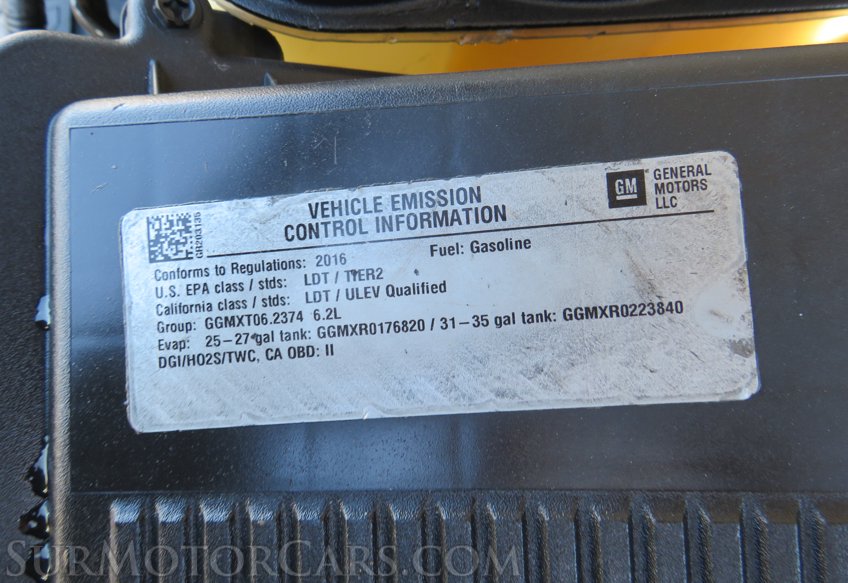 VEHICLE EMISSION
CONTROL INFORMATION
GM
GENERAL
MOTORS
LLC
GR203135
Conforms to Regulations: 2016 Fuel: Gasoline
U.S. EPA class / stds: LDT / TIER2
California class / stds: LDT / ULEV Qualified
Group: GGMXT06.2374 6.2L
Evap: 25-27 gal tank: GGMXR0176820 / 31-35 gal tank: GGMXR0223840
DGI/HO2S/TWC, CA OBD: II
SurMotorCars.com